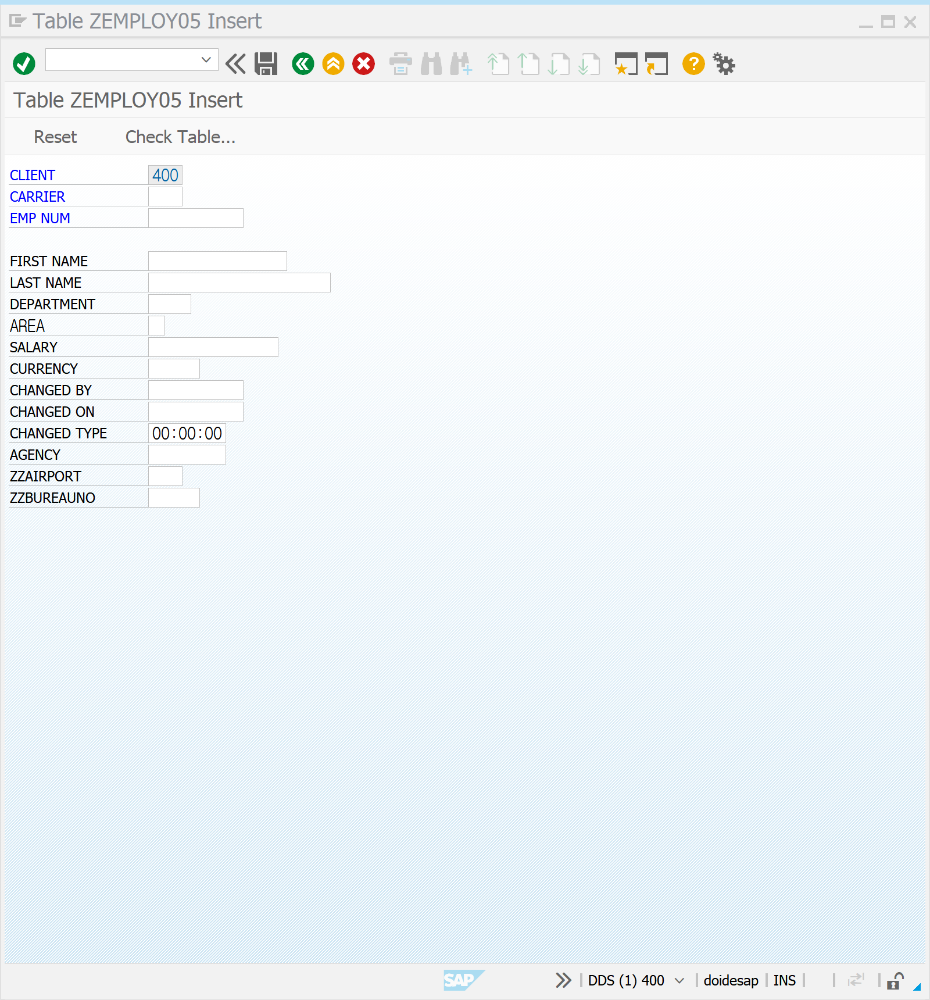 Table ZEMPLOY05 Insert
?
Table ZEMPLOY05 Insert
Reset Check Table...
CLIENT 400
CARRIER
EMP NUM
FIRST NAME
LAST NAME
DEPARTMENT
AREA
SALARY
CURRENCY
CHANGED BY
CHANGED ON
CHANGED TYPE 00:00:00
AGENCY
ZZAIRPORT
ZZBUREAUNO
SAP DDS (1) 400 doidesap INS